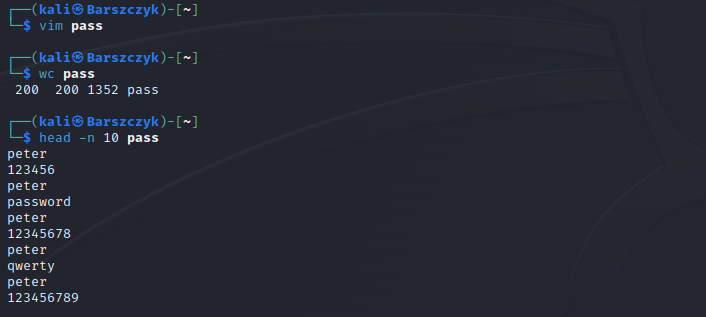 ┌──(kali㉿Barszczyk)-[~]
└─$ vim pass
┌──(kali㉿Barszczyk)-[~]
└─$ wc pass
200 200 1352 pass
┌──(kali㉿Barszczyk)-[~]
└─$ head -n 10 pass
peter
123456
peter
password
peter
12345678
peter
qwerty
peter
123456789